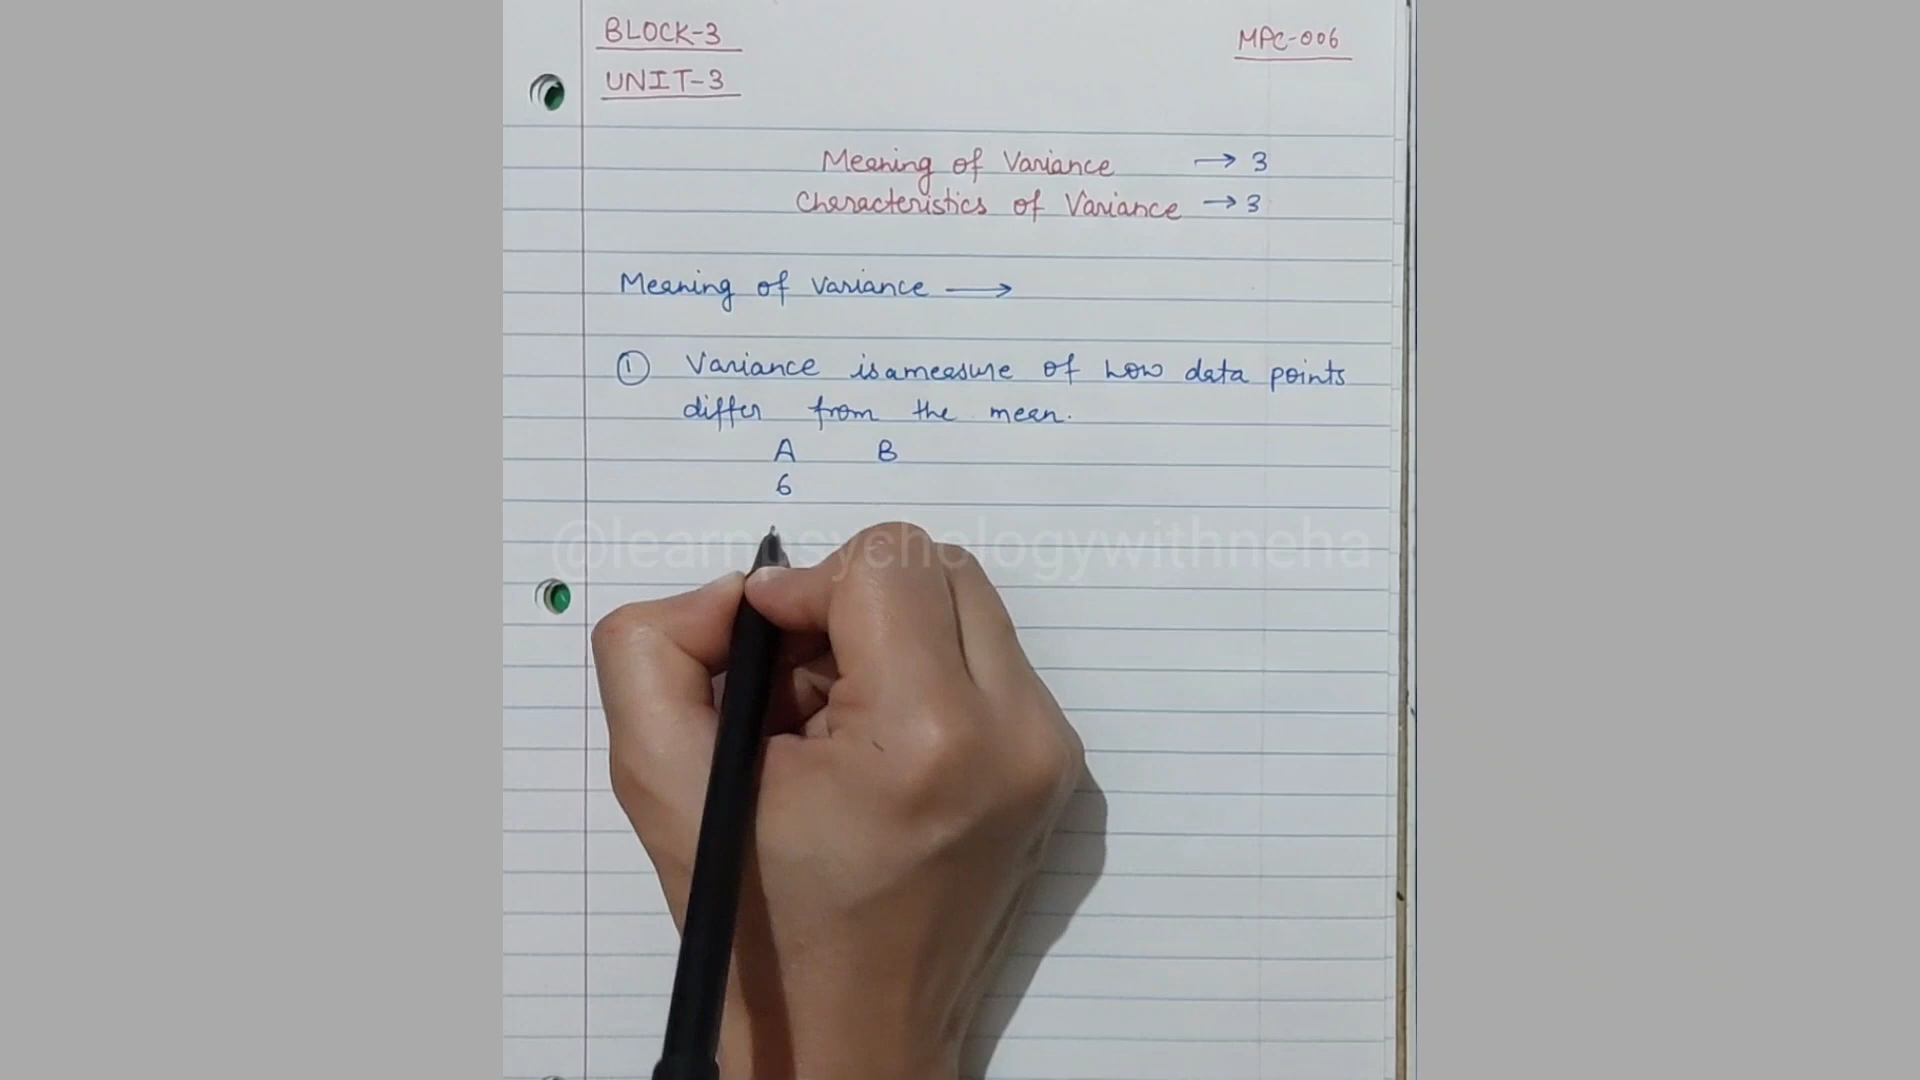 BLOCK-3
MPC-006
UNIT-3
Meaning of Variance → 3
Characteristics of Variance → 3
Meaning of variance →
① Variance is a measure of how data points
differ from the mean.
A B
6
@learnpsychologywithneha